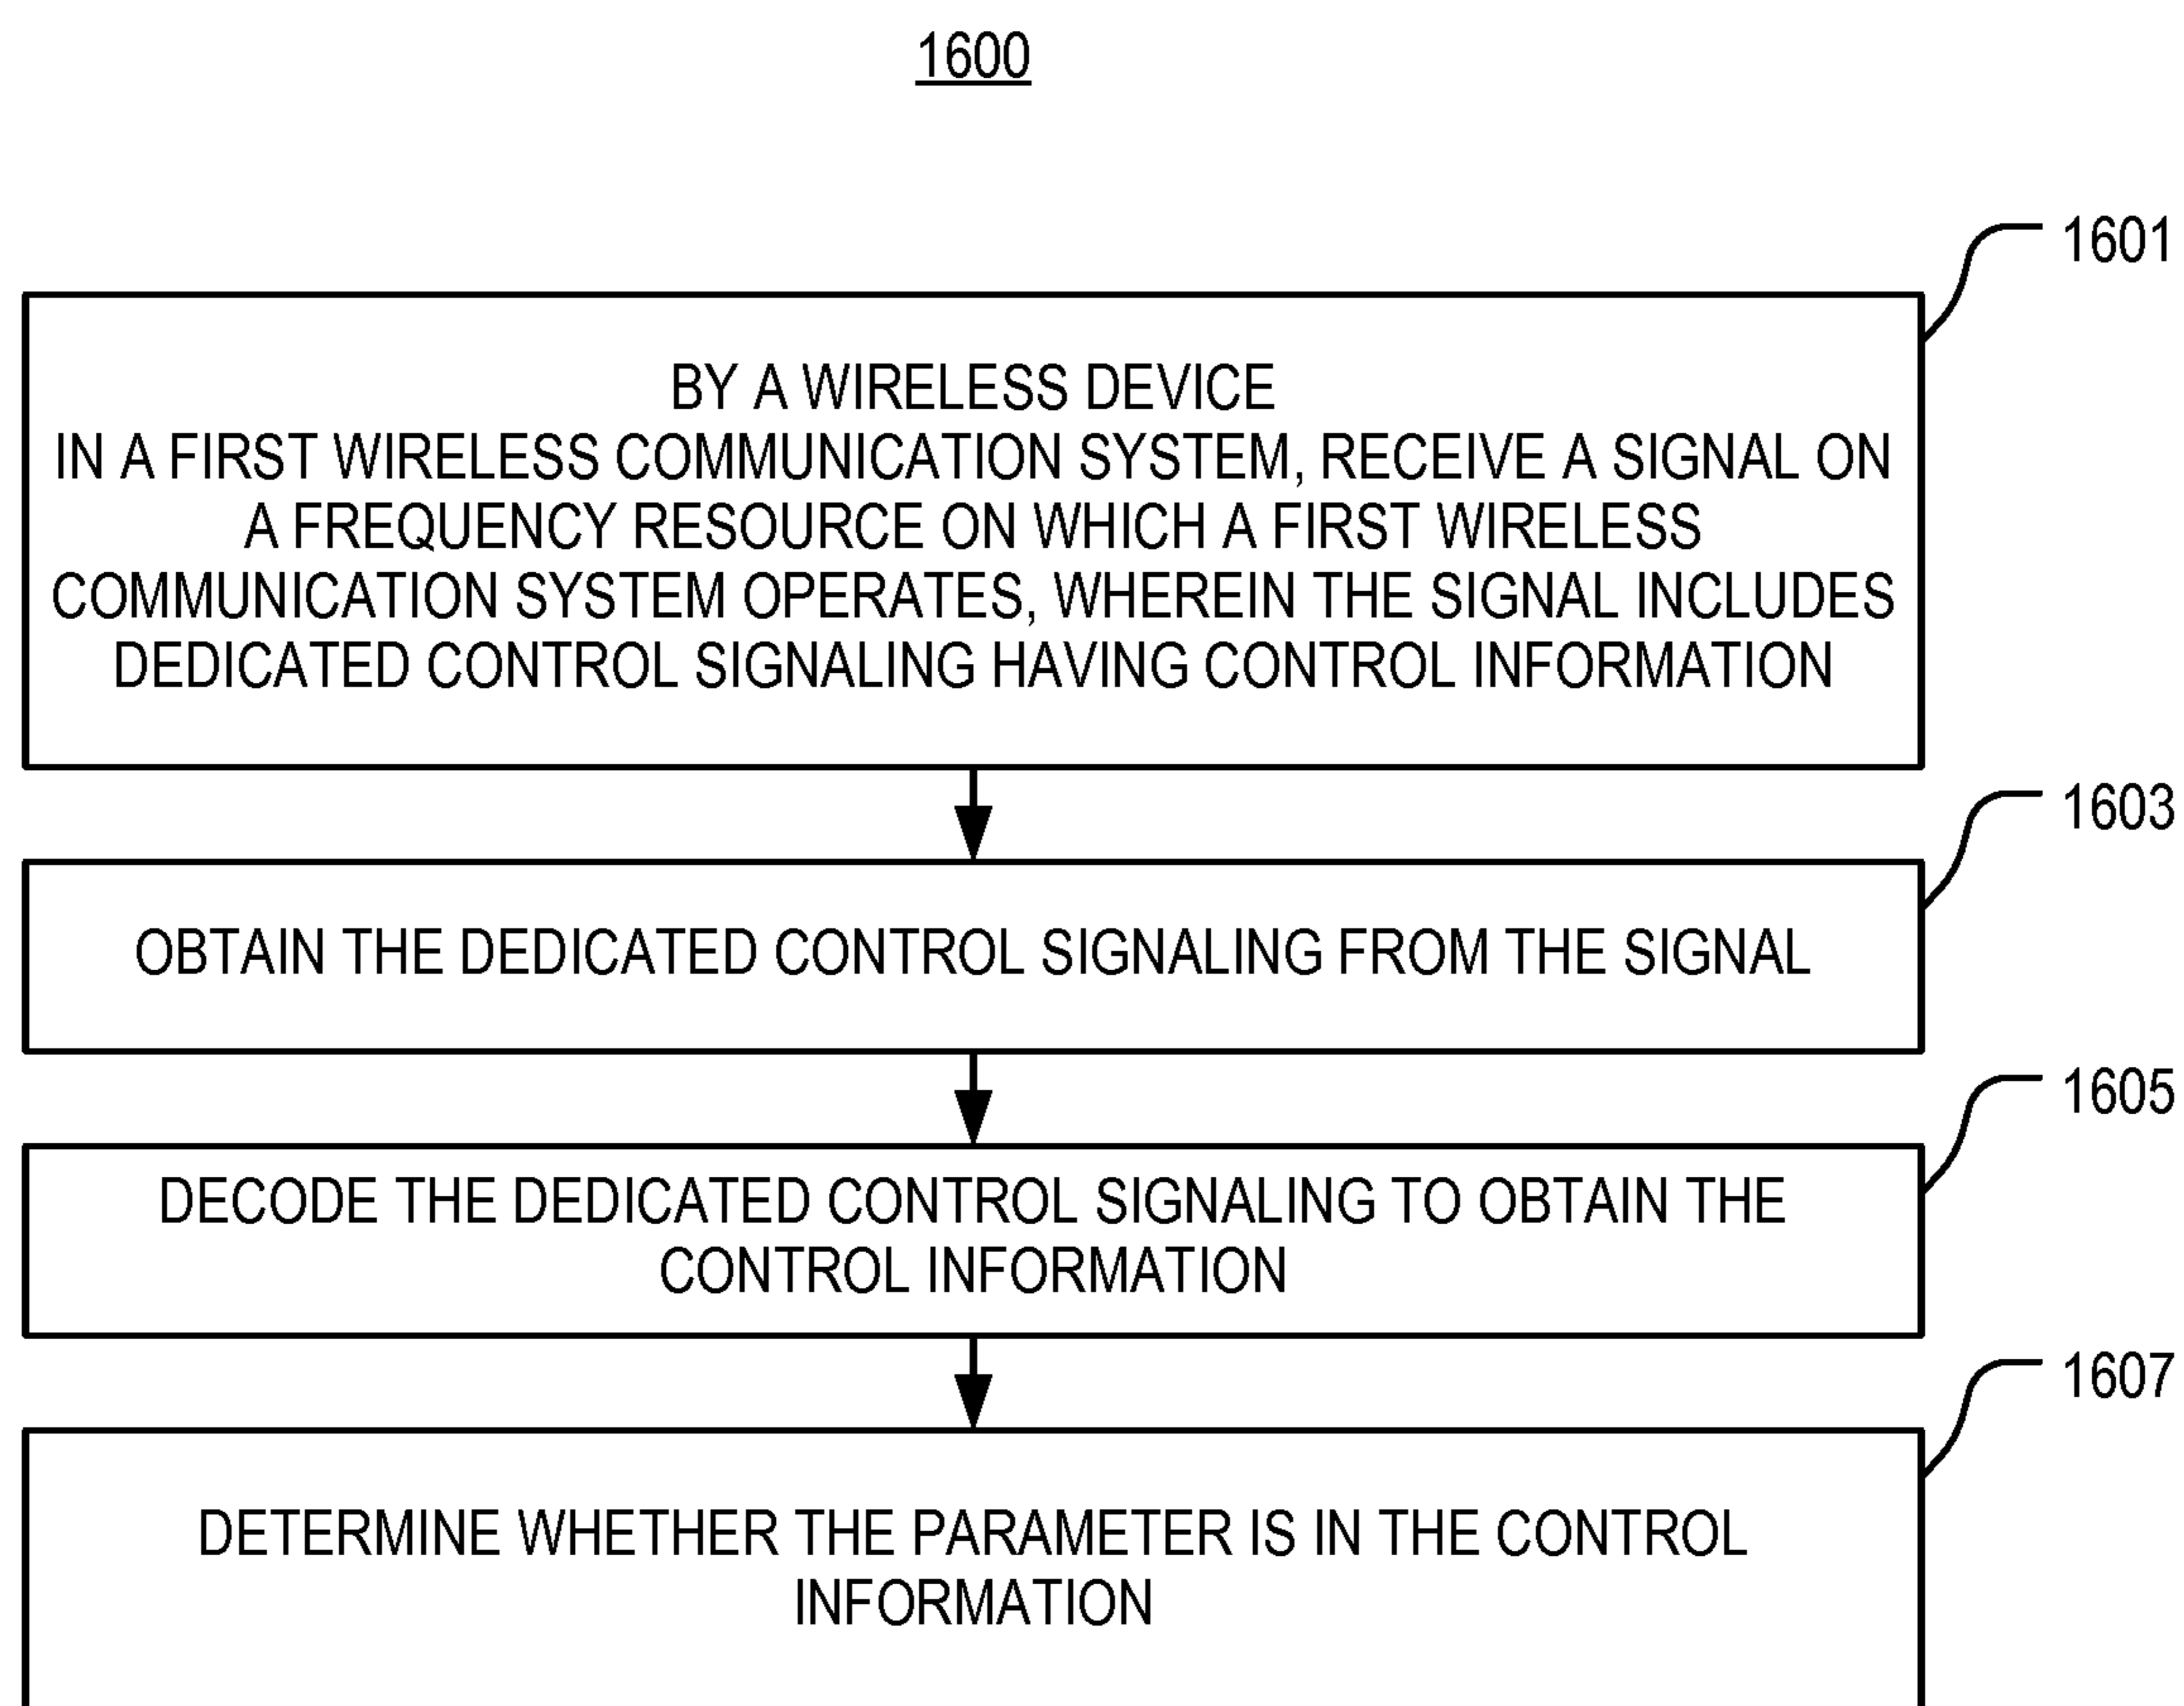 1600
1601
BY A WIRELESS DEVICE
IN A FIRST WIRELESS COMMUNICATION SYSTEM, RECEIVE A SIGNAL ON
A FREQUENCY RESOURCE ON WHICH A FIRST WIRELESS
COMMUNICATION SYSTEM OPERATES, WHEREIN THE SIGNAL INCLUDES
DEDICATED CONTROL SIGNALING HAVING CONTROL INFORMATION
1603
OBTAIN THE DEDICATED CONTROL SIGNALING FROM THE SIGNAL
1605
DECODE THE DEDICATED CONTROL SIGNALING TO OBTAIN THE
CONTROL INFORMATION
1607
DETERMINE WHETHER THE PARAMETER IS IN THE CONTROL
INFORMATION